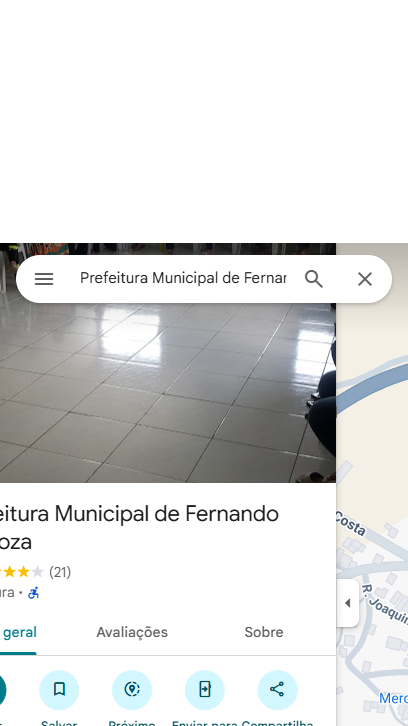 Prefeitura Municipal de Fernar
eitura Municipal de Fernando
oza
(21)
ura •
geral Avaliações Sobre
Costa
R. Joaquin
Salvar Próximo Enviar para Compartilha
Merc